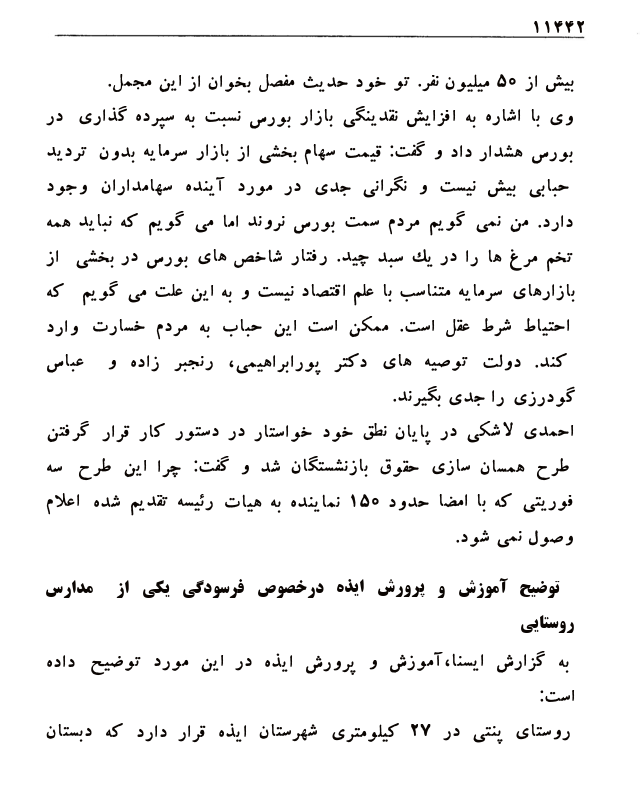 ۱۱۴۴۲
بیش از ۵۰ میلیون نفر. تو خود حدیث مفصل بخوان از این مجمل.
وی با اشاره به افزایش نقدینگی بازار بورس نسبت به سپرده گذاری در
بورس هشدار داد و گفت: قیمت سهام بخشی از بازار سرمایه بدون تردید
حبابی بیش نیست و نگرانی جدی در مورد آینده سهامداران وجود
دارد. من نمی گویم مردم سمت بورس نروند اما می گویم که نباید همه
تخم مرغ ها را در یك سبد چید. رفتار شاخص های بورس در بخشی از
بازارهای سرمایه متناسب با علم اقتصاد نیست و به این علت می گویم که
احتیاط شرط عقل است. ممکن است این حباب به مردم خسارت وارد
کند. دولت توصیه های دکتر پورابراهیمی، رنجبر زاده و عباس
گودرزی را جدی بگیرند.
احمدی لاشکی در پایان نطق خود خواستار در دستور کار قرار گرفتن
طرح همسان سازی حقوق بازنشستگان شد و گفت: چرا این طرح سه
فوریتی که با امضا حدود ۱۵۰ نماینده به هیات رئیسه تقدیم شده اعلام
وصول نمی شود.
توضیح آموزش و پرورش ایذه درخصوص فرسودگی یکی از مدارس
روستایی
به گزارش ایسنا،آموزش و پرورش ایذه در این مورد توضیح داده
است:
روستای پنتی در ۲۷ کیلومتری شهرستان ایذه قرار دارد که دبستان